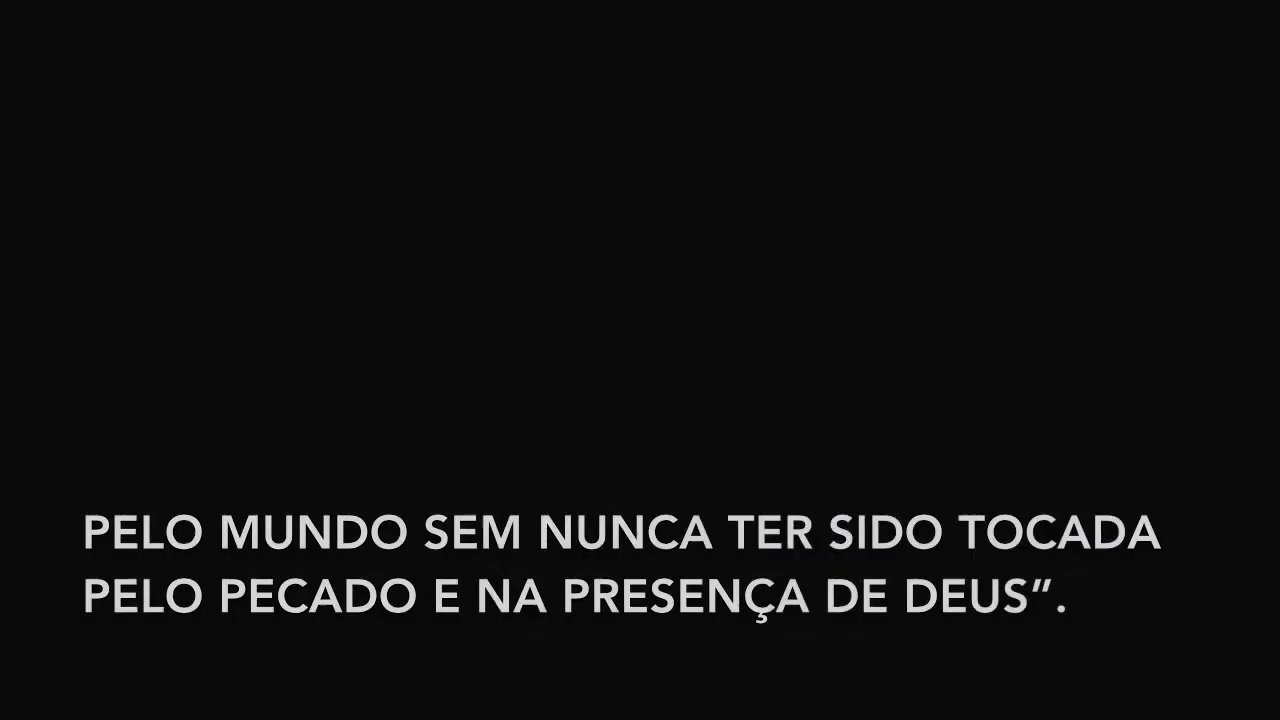 PELO MUNDO SEM NUNCA TER SIDO TOCADA
PELO PECADO E NA PRESENÇA DE DEUS”.